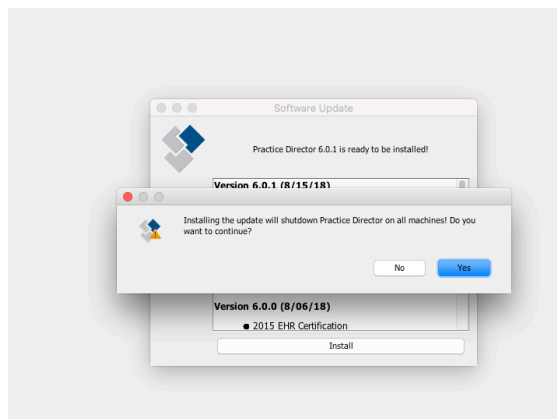 Software Update
Practice Director 6.0.1 is ready to be installed!
Version 6.0.1 (8/15/18)
Installing the update will shutdown Practice Director on all machines! Do you
want to continue?
No
Yes
Version 6.0.0 (8/06/18)
● 2015 EHR Certification
Install